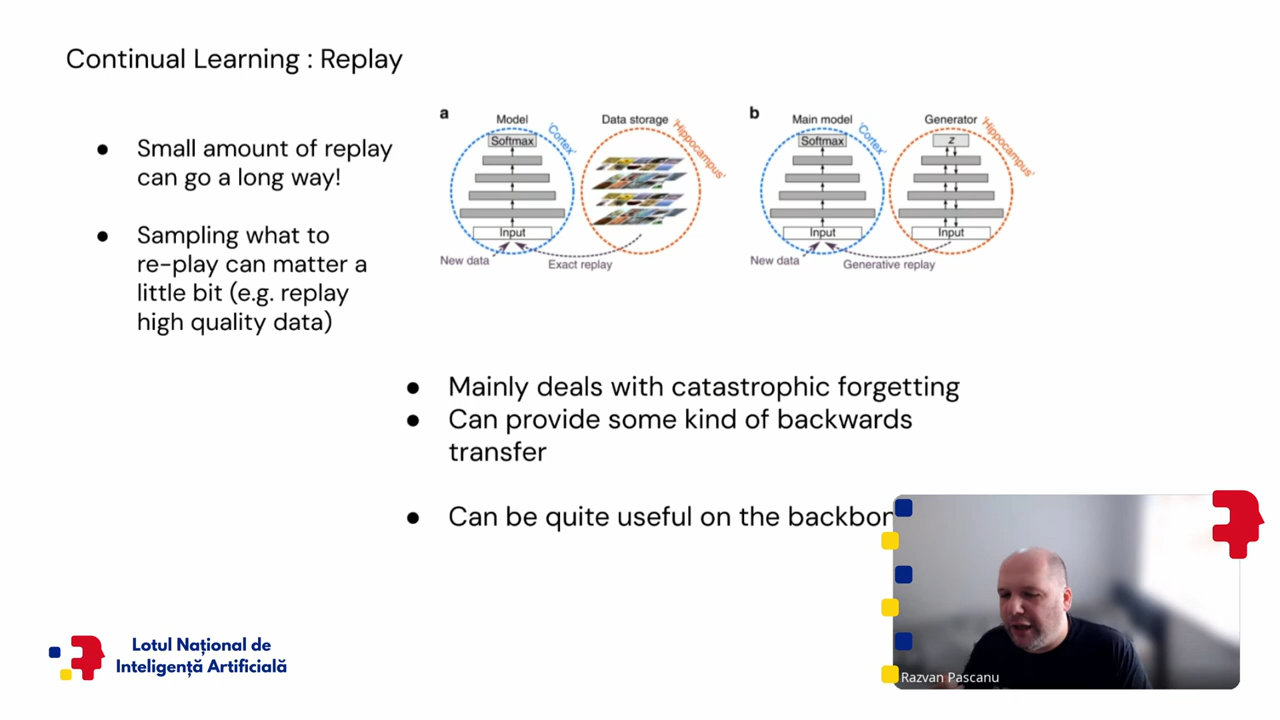 Continual Learning : Replay
● Small amount of replay
can go a long way!
● Sampling what to
re-play can matter a
little bit (e.g. replay
high quality data)
a
Model
'Cortex'
Data storage
'Hippocampus'
Softmax
Input
New data
Exact replay
b
Main model
'Cortex'
Generator
'Hippocampus'
Softmax
z
Input
Input
New data
Generative replay
● Mainly deals with catastrophic forgetting
● Can provide some kind of backwards
transfer
● Can be quite useful on the
Lotul Național de
Inteligență Artificială
Razvan Pascanu